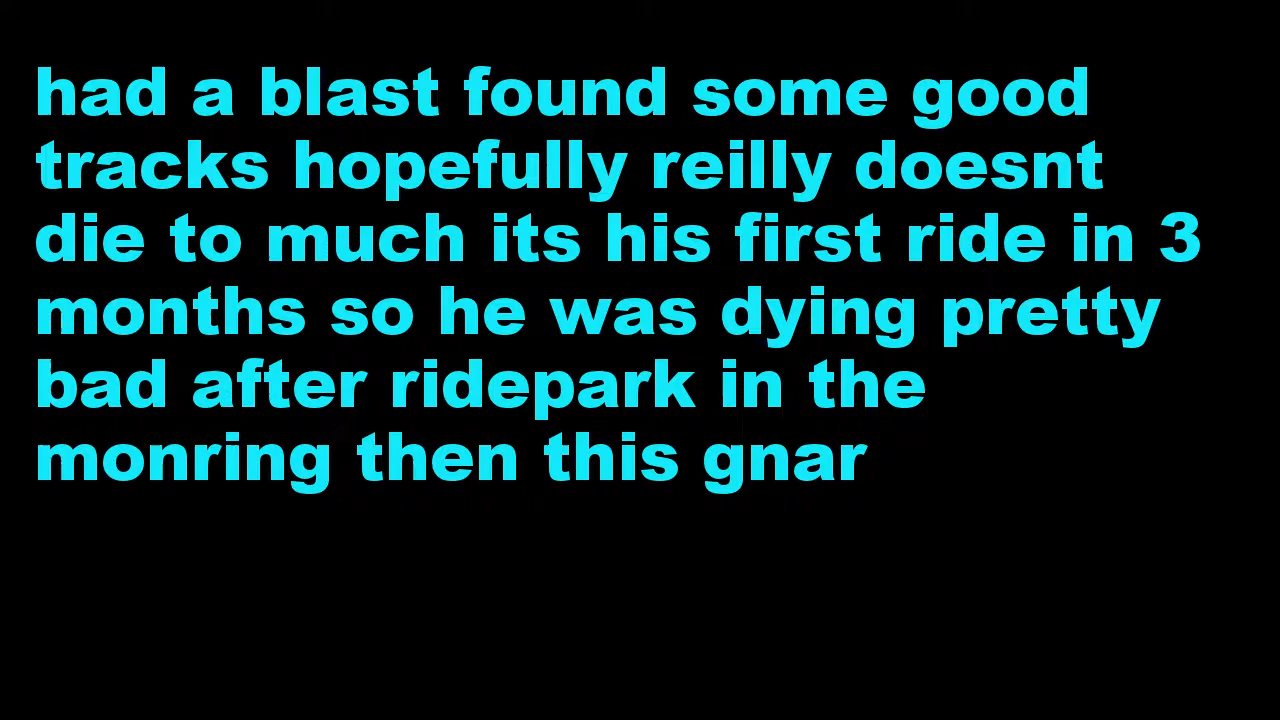 had a blast found some good
tracks hopefully reilly doesnt
die to much its his first ride in 3
months so he was dying pretty
bad after ridepark in the
monring then this gnar